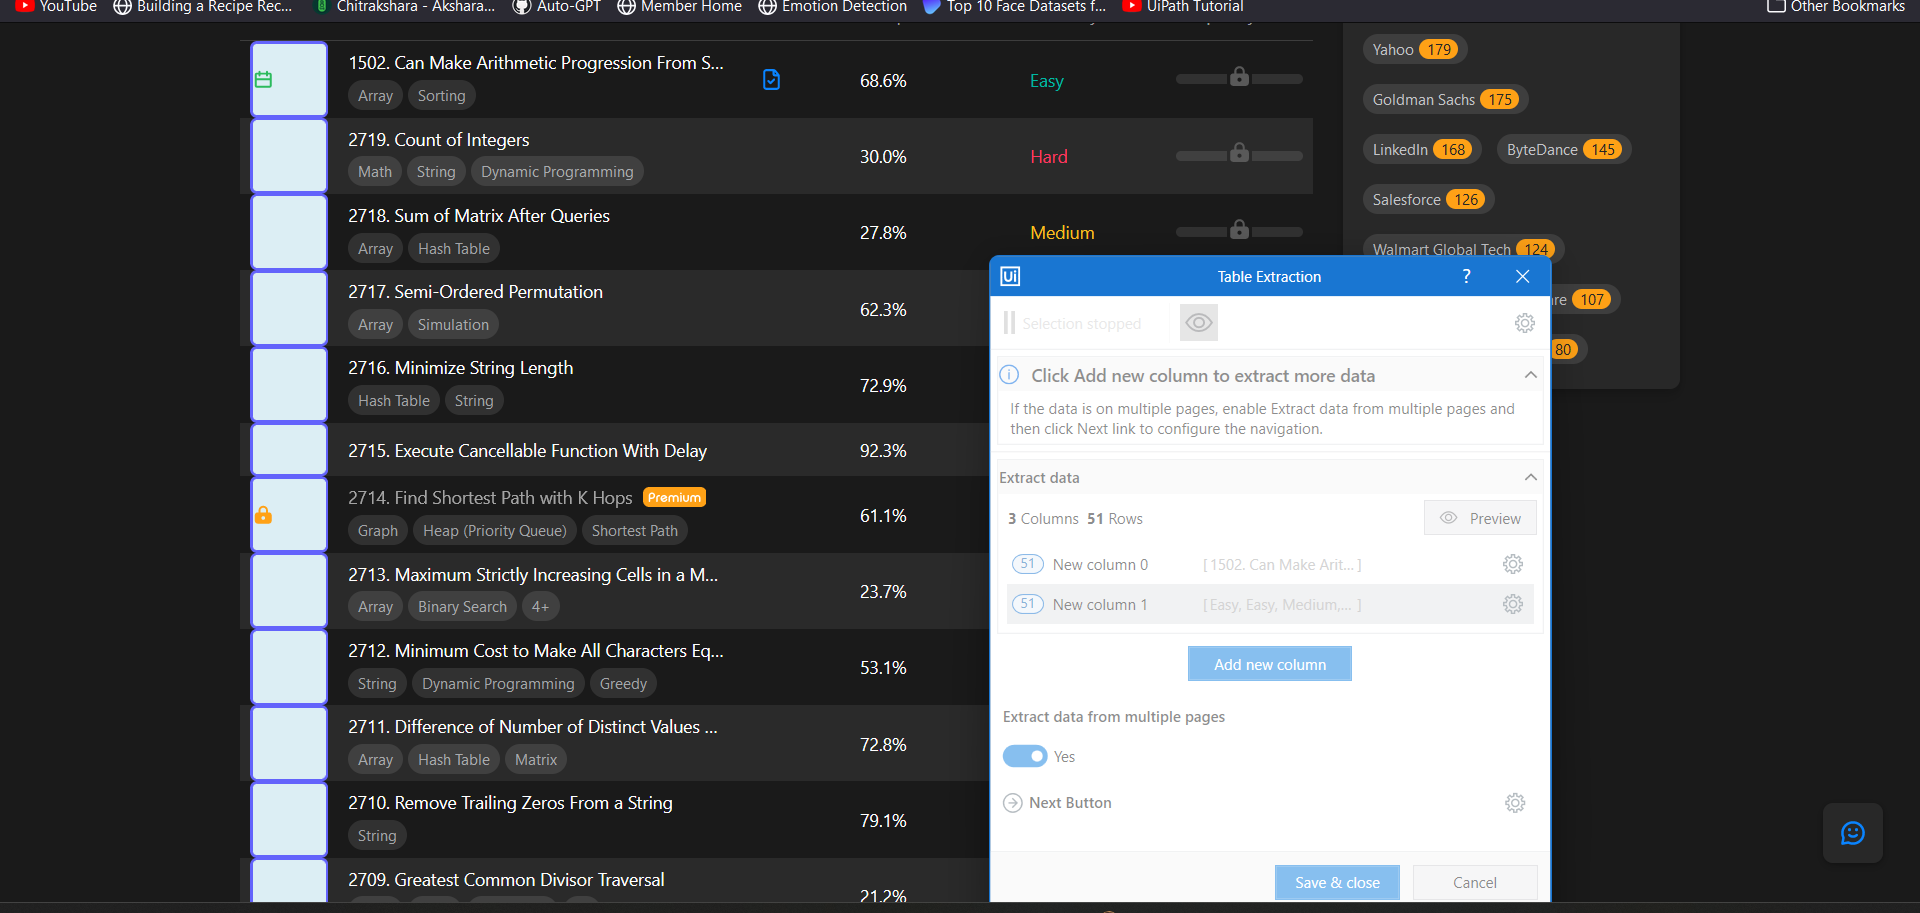 YouTube Building a Recipe Rec... Chitrakshara - Akshara... Auto-GPT Member Home Emotion Detection Top 10 Face Datasets f... UiPath Tutorial Other Bookmarks
1502. Can Make Arithmetic Progression From S...
Array Sorting
68.6% Easy
2719. Count of Integers
Math String Dynamic Programming
30.0% Hard
2718. Sum of Matrix After Queries
Array Hash Table
27.8% Medium
2717. Semi-Ordered Permutation
Array Simulation
62.3%
2716. Minimize String Length
Hash Table String
72.9%
2715. Execute Cancellable Function With Delay
92.3%
2714. Find Shortest Path with K Hops Premium
Graph Heap (Priority Queue) Shortest Path
61.1%
2713. Maximum Strictly Increasing Cells in a M...
Array Binary Search 4+
23.7%
2712. Minimum Cost to Make All Characters Eq...
String Dynamic Programming Greedy
53.1%
2711. Difference of Number of Distinct Values ...
Array Hash Table Matrix
72.8%
2710. Remove Trailing Zeros From a String
String
79.1%
2709. Greatest Common Divisor Traversal
21.2%
Yahoo 179
Goldman Sachs 175
LinkedIn 168 ByteDance 145
Salesforce 126
Walmart Global Tech 124
re 107
80
Ui Table Extraction ?
Selection stopped
Click Add new column to extract more data
If the data is on multiple pages, enable Extract data from multiple pages and
then click Next link to configure the navigation.
Extract data
3 Columns 51 Rows Preview
51 New column 0 [ 1502. Can Make Arit... ]
51 New column 1 [ Easy, Easy, Medium,... ]
Add new column
Extract data from multiple pages
Yes
Next Button
Save & close Cancel